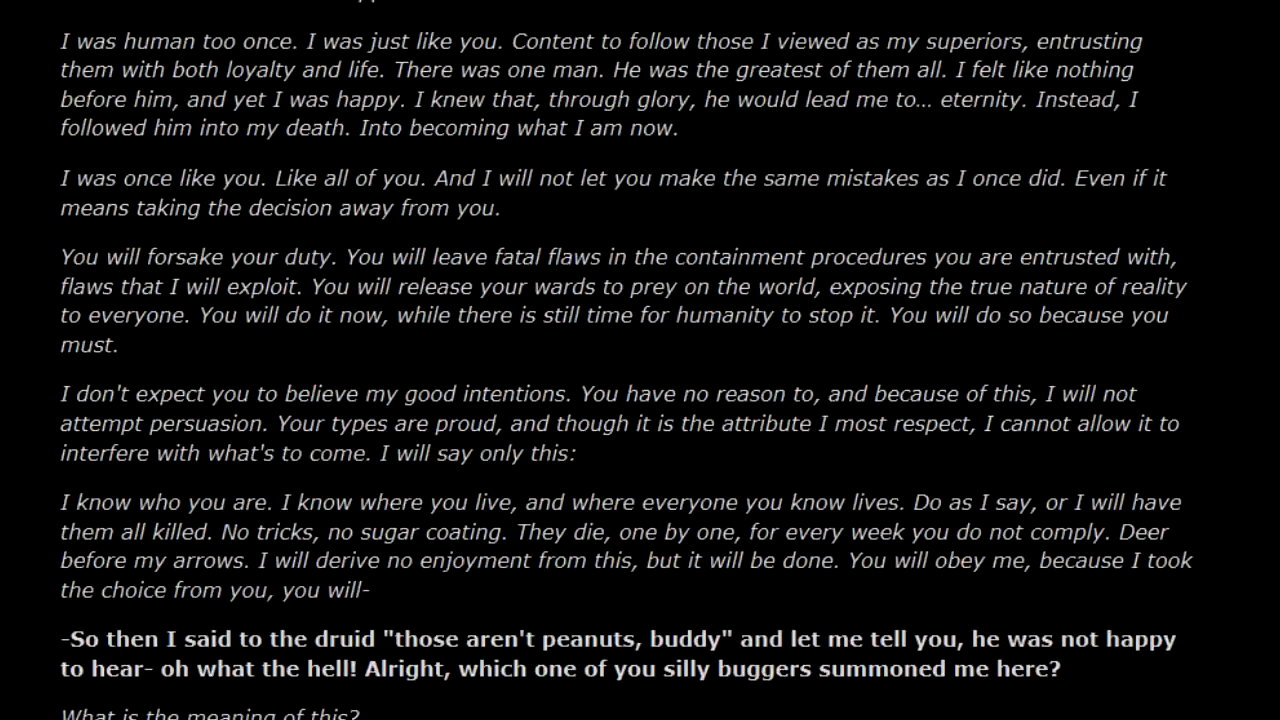 I was human too once. I was just like you. Content to follow those I viewed as my superiors, entrusting
them with both loyalty and life. There was one man. He was the greatest of them all. I felt like nothing
before him, and yet I was happy. I knew that, through glory, he would lead me to... eternity. Instead, I
followed him into my death. Into becoming what I am now.
I was once like you. Like all of you. And I will not let you make the same mistakes as I once did. Even if it
means taking the decision away from you.
You will forsake your duty. You will leave fatal flaws in the containment procedures you are entrusted with,
flaws that I will exploit. You will release your wards to prey on the world, exposing the true nature of reality
to everyone. You will do it now, while there is still time for humanity to stop it. You will do so because you
must.
I don't expect you to believe my good intentions. You have no reason to, and because of this, I will not
attempt persuasion. Your types are proud, and though it is the attribute I most respect, I cannot allow it to
interfere with what's to come. I will say only this:
I know who you are. I know where you live, and where everyone you know lives. Do as I say, or I will have
them all killed. No tricks, no sugar coating. They die, one by one, for every week you do not comply. Deer
before my arrows. I will derive no enjoyment from this, but it will be done. You will obey me, because I took
the choice from you, you will-
-So then I said to the druid "those aren't peanuts, buddy" and let me tell you, he was not happy
to hear- oh what the hell! Alright, which one of you silly buggers summoned me here?
What is the meaning of this?